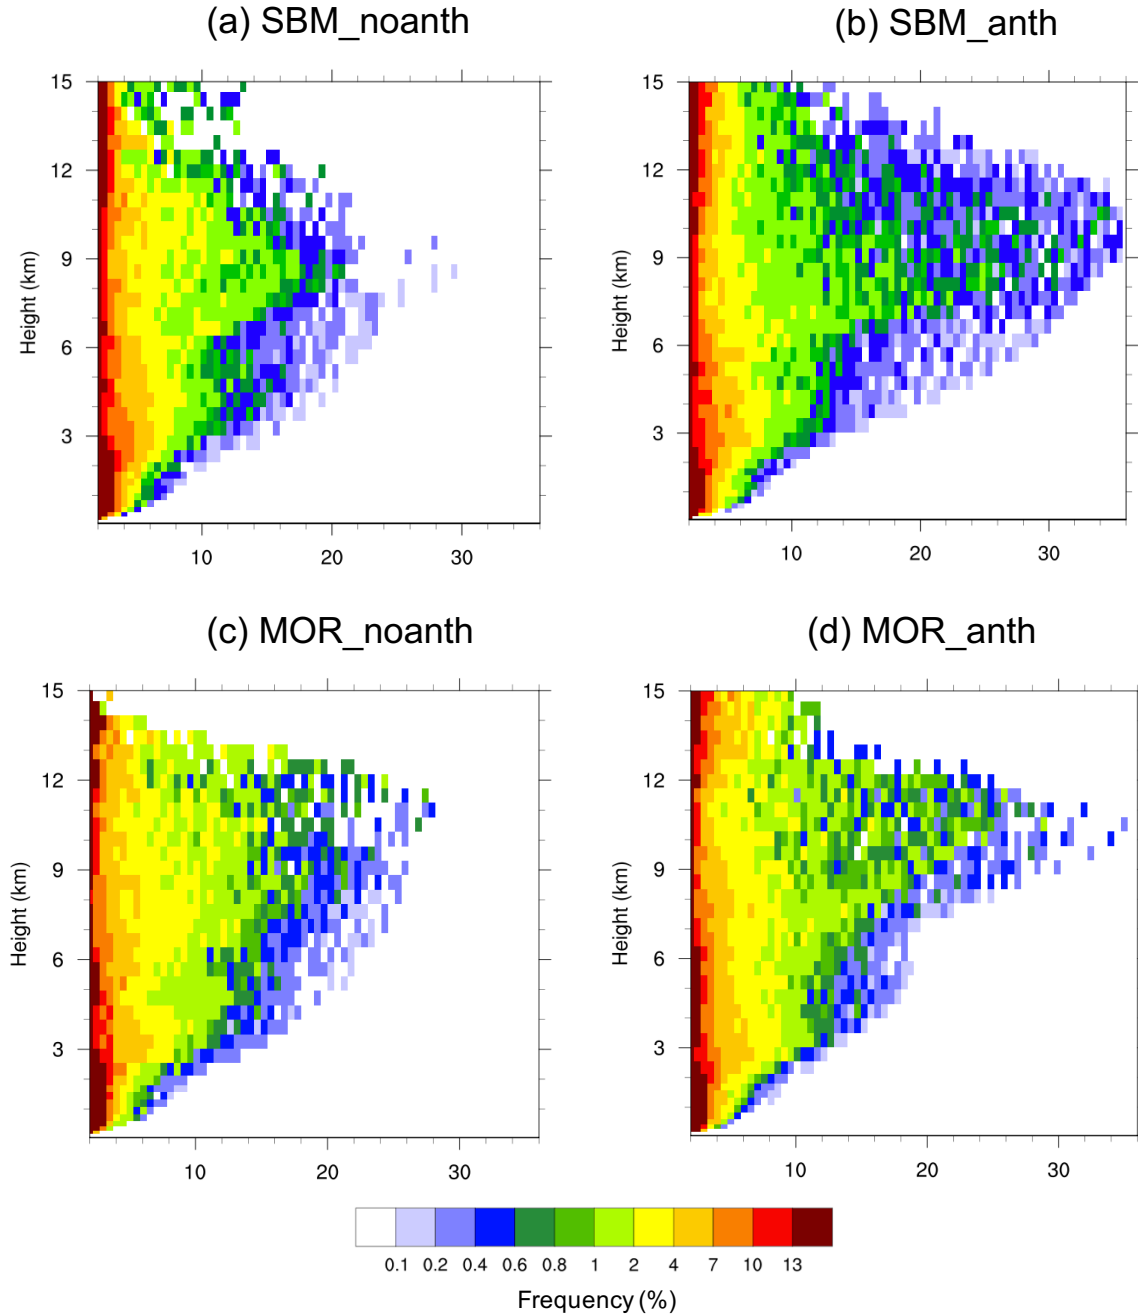 (a) SBM_noanth
(b) SBM_anth
15
12
9
6
3
Height (km)
10 20 30
15
12
9
6
3
Height (km)
10 20 30
(c) MOR_noanth
(d) MOR_anth
15
12
9
6
3
Height (km)
10 20 30
15
12
9
6
3
Height (km)
10 20 30
0.1 0.2 0.4 0.6 0.8 1 2 4 7 10 13
Frequency (%)